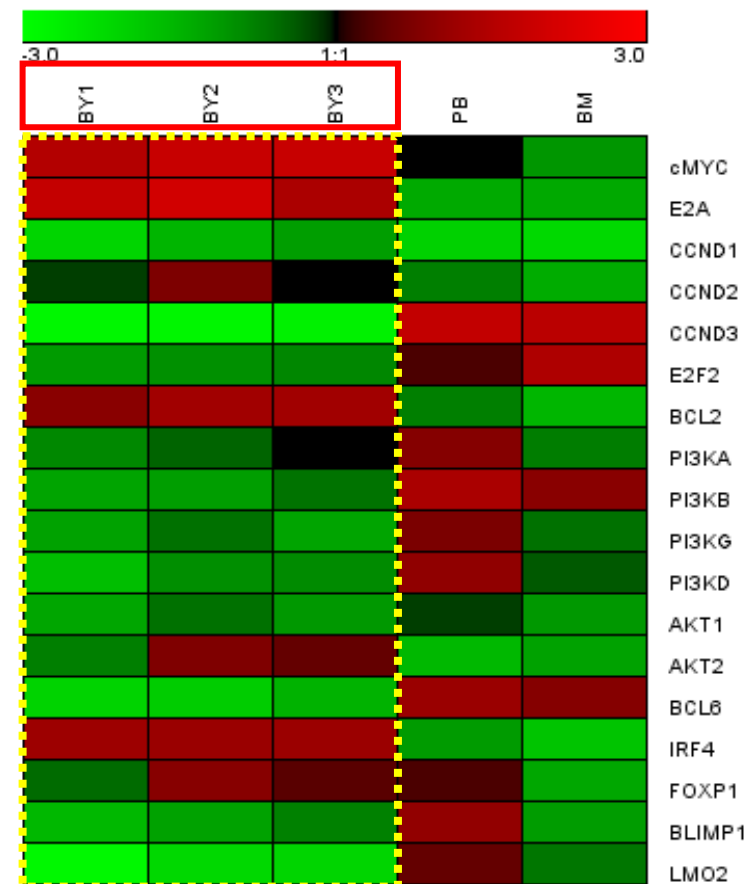 -3.0 1:1 3.0
BY1 BY2 BY3 PB BM
cMYC
E2A
CCND1
CCND2
CCND3
E2F2
BCL2
PI3KA
PI3KB
PI3KG
PI3KD
AKT1
AKT2
BCL6
IRF4
FOXP1
BLIMP1
LMO2